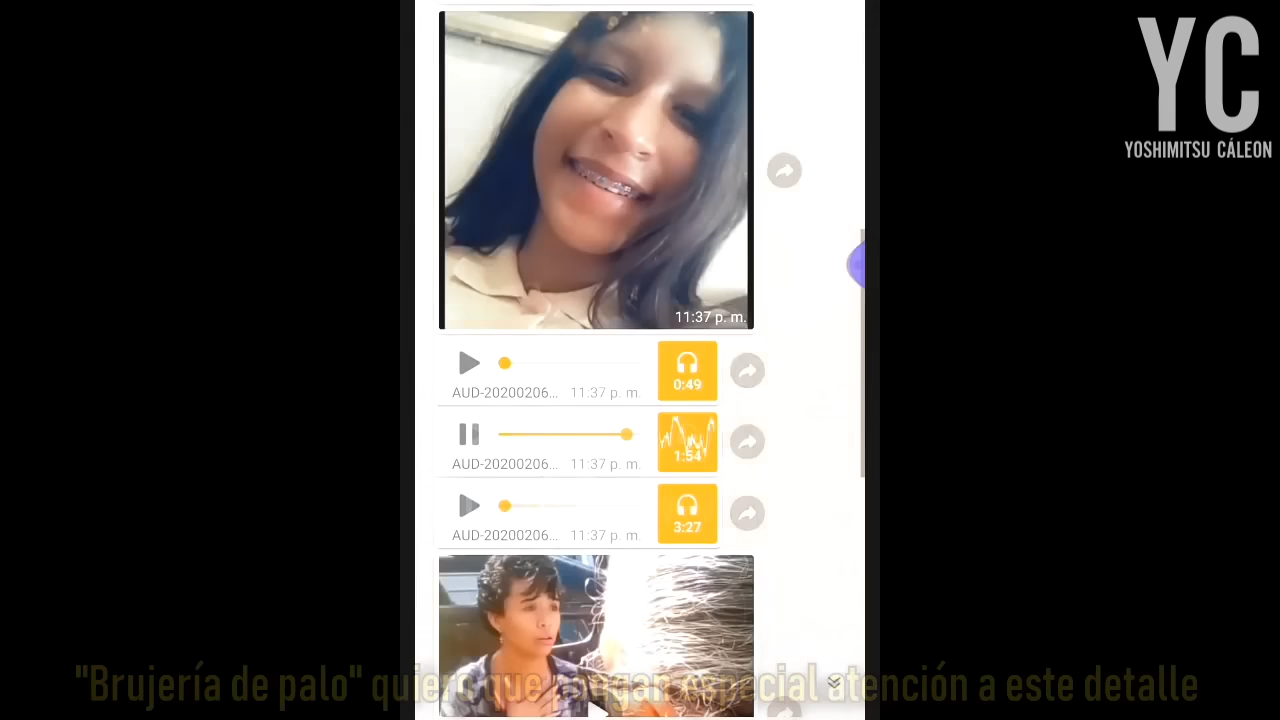 YC
YOSHIMITSU CÁLEON
11:37 p. m.
0:49
AUD-20200206... 11:37 p. m.
1:54
AUD-20200206... 11:37 p. m.
3:27
AUD-20200206... 11:37 p. m.
"Brujería de palo" quiero que pongan especial atención a este detalle